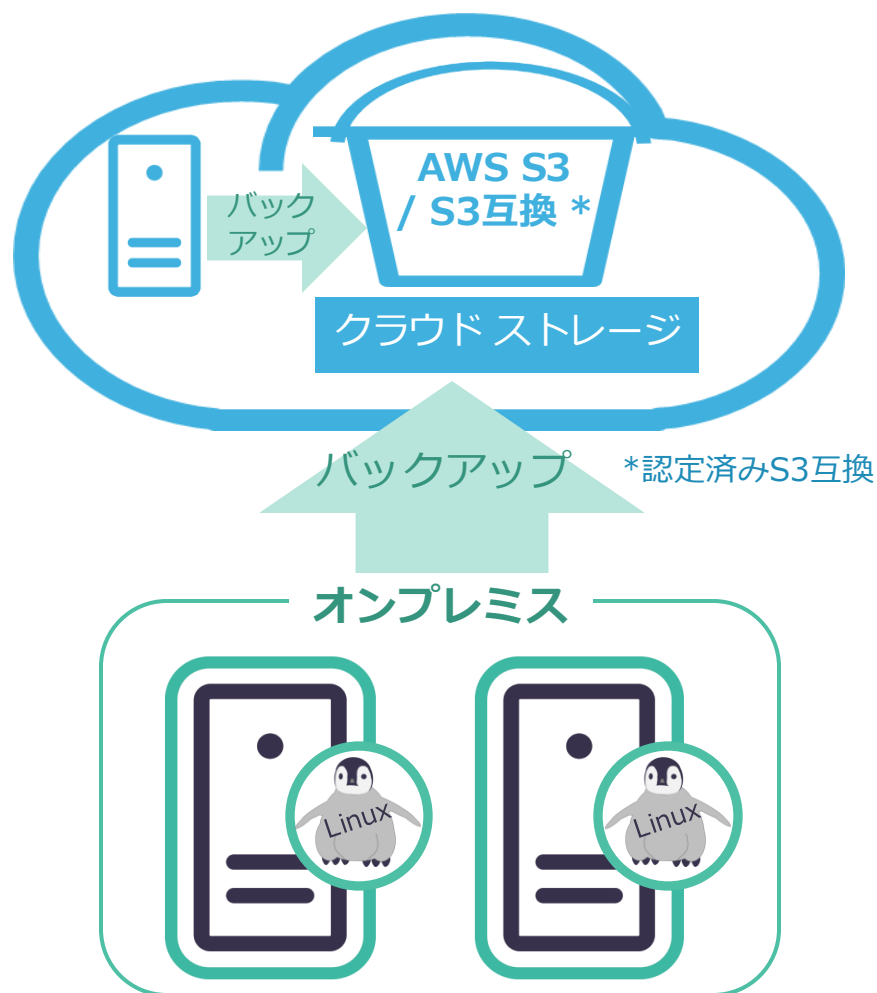 AWS S3
/ S3互換 *
バック
アップ
クラウド ストレージ
バックアップ
*認定済みS3互換
オンプレミス
Linux
Linux